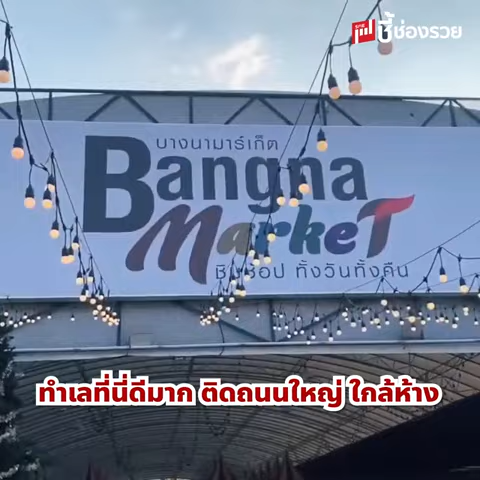 ชี้ช่องรวย
บางนามาร์เก็ต
Bangna
Market
ชิมช้อป ทั้งวันทั้งคืน
ทำเลที่นี่ดีมาก ติดถนนใหญ่ ใกล้ห้าง